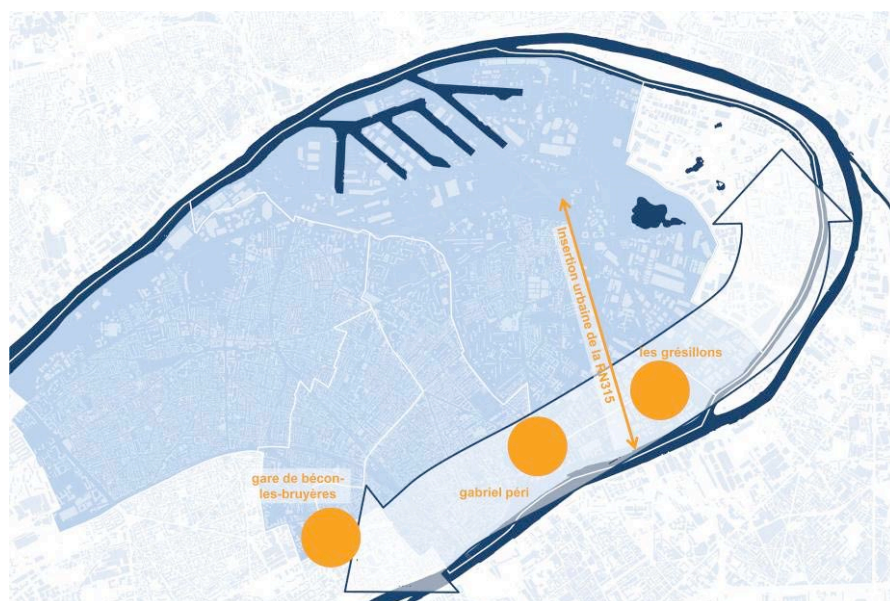 Insertion urbaine de la RN315
les grésillons
gare de bécon-
les-bruyères
gabriel péri